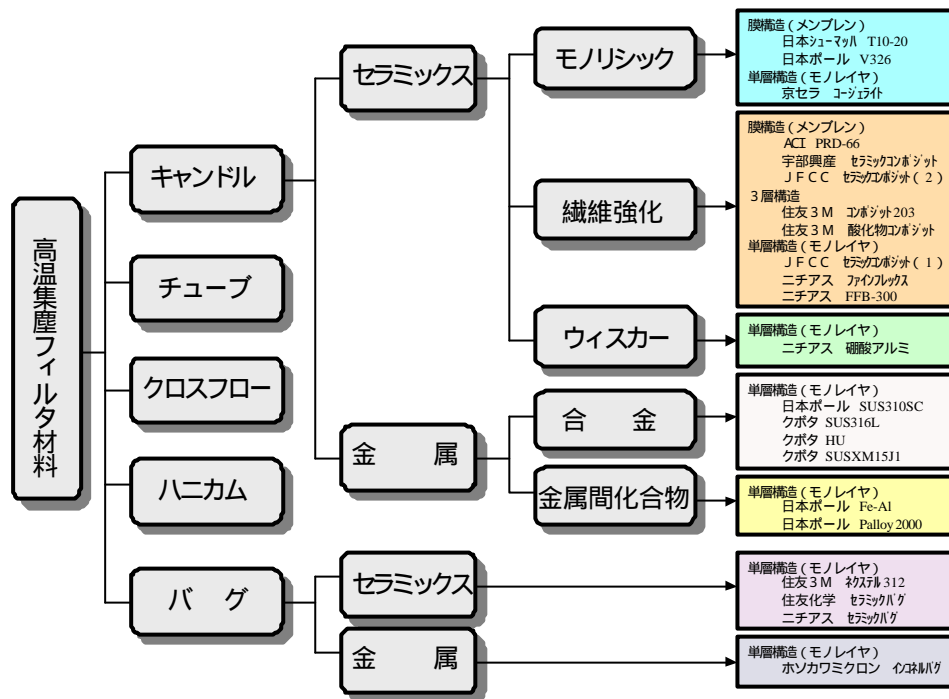 高温集塵フィルタ材料
キャンドル
チューブ
クロスフロー
ハニカム
バグ
セラミックス
金属
セラミックス
金属
モノリシック
繊維強化
ウィスカー
合金
金属間化合物
膜構造(メンブレン)
日本シューマッハ T10-20
日本ポール V326
単層構造(モノレイヤ)
京セラ コージェライト
膜構造(メンブレン)
ACI PRD-66
宇部興産 セラミックコンポジット
JFCC セラミックコンポジット(2)
3層構造
住友3M コンポジット203
住友3M 酸化物コンポジット
単層構造(モノレイヤ)
JFCC セラミックコンポジット(1)
ニチアス ファインフレックス
ニチアス FFB-300
単層構造(モノレイヤ)
ニチアス 硼酸アルミ
単層構造(モノレイヤ)
日本ポール SUS310SC
クボタ SUS316L
クボタ HU
クボタ SUSXM15J1
単層構造(モノレイヤ)
日本ポール Fe-Al
日本ポール Palloy2000
単層構造(モノレイヤ)
住友3M ネクステル312
住友化学 セラミックバグ
ニチアス セラミックバグ
単層構造(モノレイヤ)
ホソカワミクロン インコネルバグ